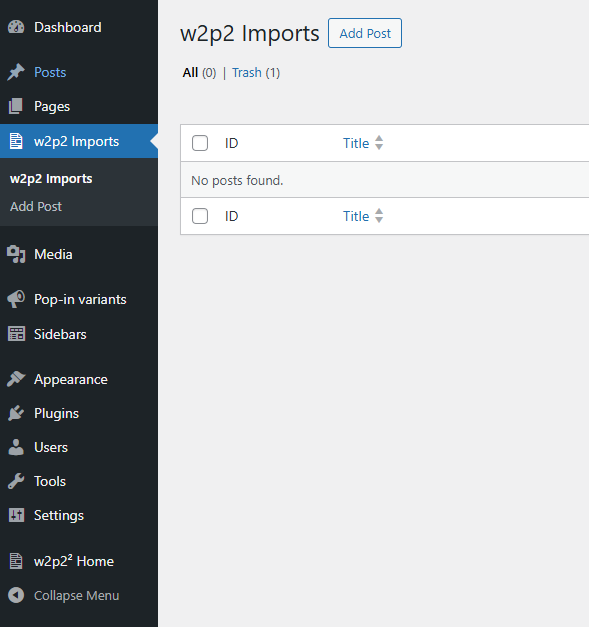 Dashboard
Posts
Pages
w2p2 Imports
w2p2 Imports
Add Post
Media
Pop-in variants
Sidebars
Appearance
Plugins
Users
Tools
Settings
w2p2² Home
Collapse Menu
w2p2 Imports Add Post
All (0) | Trash (1)
ID Title
No posts found.
ID Title